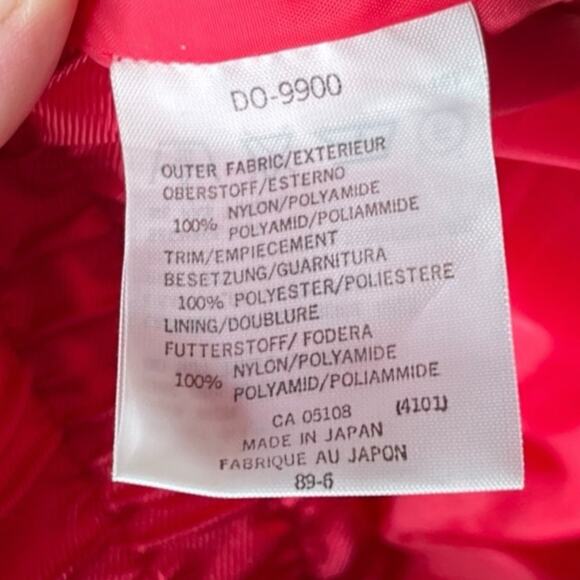 DO-9900
OUTER FABRIC/EXTERIEUR
OBERSTOFF/ESTERNO
100% NYLON/POLYAMIDE
POLYAMID/POLIAMMIDE
TRIM/EMPIECEMENT
BESETZUNG/GUARNITURA
100% POLYESTER/POLIESTERE
LINING/DOUBLURE
FUTTERSTOFF/ FODERA
100% NYLON/POLYAMIDE
POLYAMID/POLIAMMIDE
CA 05108 (4101)
MADE IN JAPAN
FABRIQUE AU JAPON
89-6